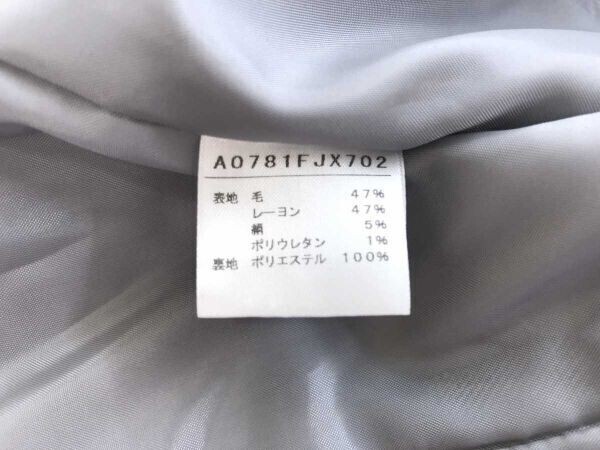 A0781FJX702
表地 毛 47%
レーヨン 47%
絹 5%
ポリウレタン 1%
裏地 ポリエステル 100%